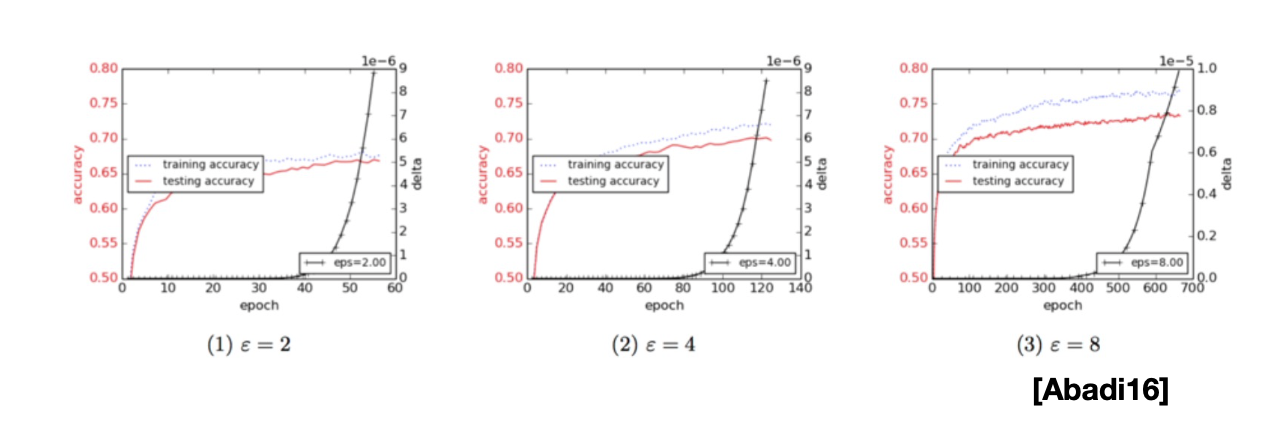 1e−6
0.80
0.75
0.70
0.65
0.60
0.55
0.50
accuracy
9
8
7
6
5
4
3
2
1
0
delta
training accuracy
testing accuracy
eps=2.00
0 10 20 30 40 50 60
epoch
(1) ε = 2
1e−6
0.80
0.75
0.70
0.65
0.60
0.55
0.50
accuracy
9
8
7
6
5
4
3
2
1
0
delta
training accuracy
testing accuracy
eps=4.00
0 20 40 60 80 100 120 140
epoch
(2) ε = 4
1e−5
0.80
0.75
0.70
0.65
0.60
0.55
0.50
accuracy
1.0
0.8
0.6
0.4
0.2
0.0
delta
training accuracy
testing accuracy
eps=8.00
0 100 200 300 400 500 600 700
epoch
(3) ε = 8
[Abadi16]